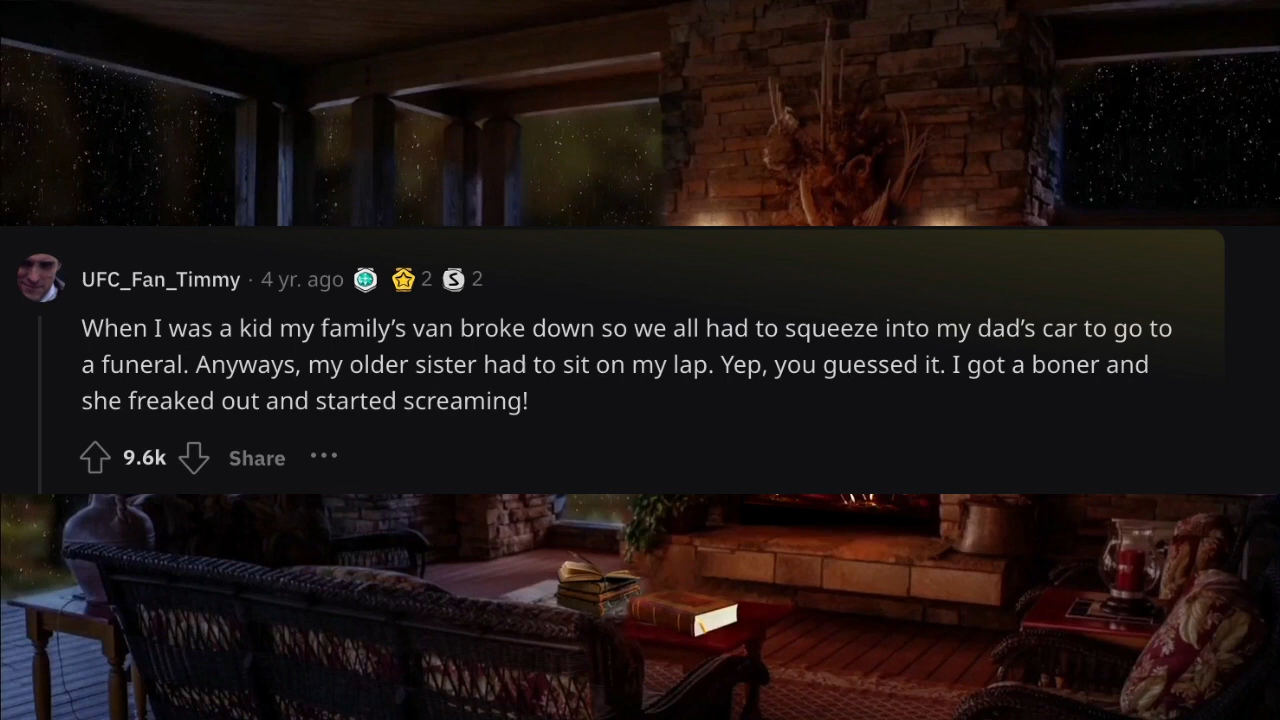 UFC_Fan_Timmy · 4 yr. ago 2 S 2
When I was a kid my family’s van broke down so we all had to squeeze into my dad’s car to go to
a funeral. Anyways, my older sister had to sit on my lap. Yep, you guessed it. I got a boner and
she freaked out and started screaming!
9.6k Share ···